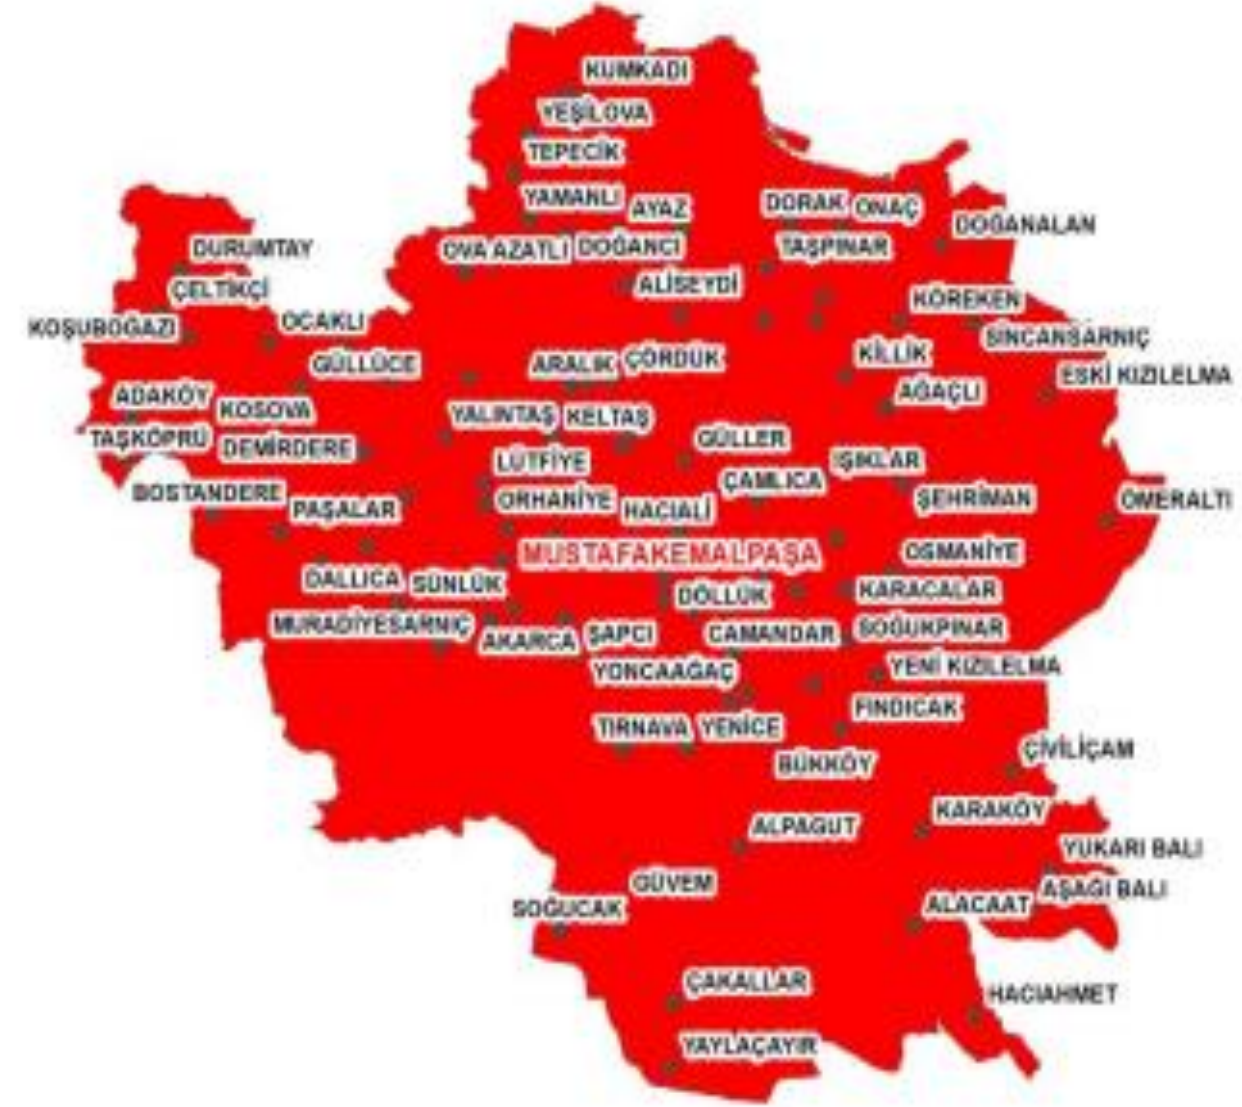 KUMKADI
YEŞİLOVA
TEPECİK
YAMANLI
AYAZ
DORAK
ONAÇ
DOĞANALAN
DURUMTAY
OVA AZATLI
DOĞANCI
TAŞPINAR
ÇELTİKÇİ
ALİSEYDİ
KÖREKEN
KOŞUBOĞAZI
OCAKLI
SİNCANSARNIÇ
GÜLLÜCE
ARALIK
ÇÖRDÜK
KİLLİK
ESKİ KIZILELMA
ADAKÖY
KOSOVA
AĞAÇLI
YALINTAŞ
KELTAŞ
TAŞKÖPRÜ
DEMİRDERE
GÜLLER
LÜTFİYE
IŞIKLAR
BOSTANDERE
PAŞALAR
ORHANİYE
HACIALİ
ÇAMLICA
ŞEHRİMAN
ÖMERALTI
MUSTAFAKEMALPAŞA
OSMANİYE
DALLICA
SÜNLÜK
DÖLLÜK
KARACALAR
MURADİYESARNIÇ
AKARCA
ŞAPCI
CAMANDAR
SOĞUKPINAR
YONCAAĞAÇ
YENİ KIZILELMA
TIRNAVA
YENİCE
FINDICAK
BÜKKÖY
ÇİVİLİÇAM
ALPAGUT
KARAKÖY
YUKARI BALI
GÜVEM
AŞAGI BALI
SOĞUCAK
ALACAAT
ÇAKALLAR
HACIAHMET
YAYLAÇAYIR